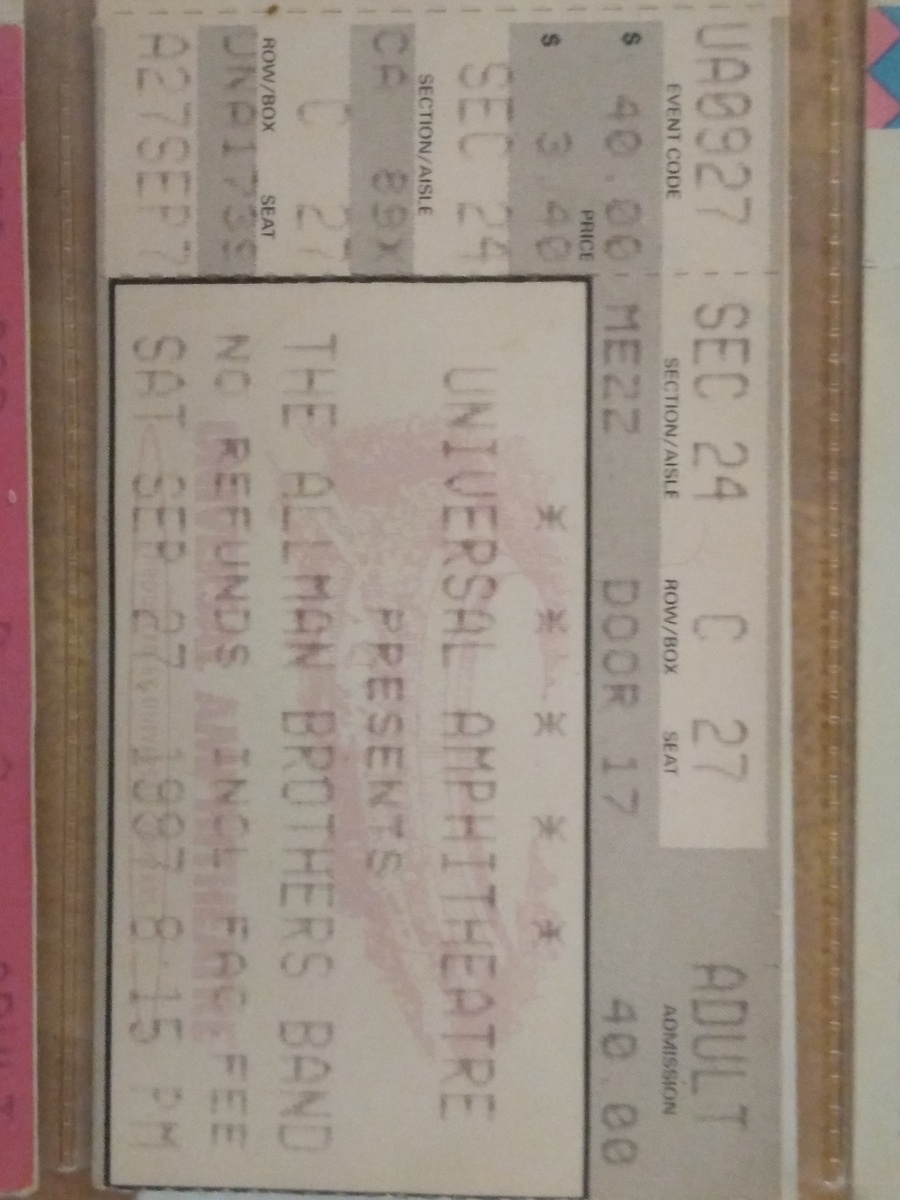 UA0927
EVENT CODE
SEC 24
SECTION/AISLE
C
ROW/BOX
27
SEAT
ADULT
ADMISSION
PRICE
$ 40.00
$ 3.40
MEZZ DOOR 17 40.00
SEC 24
SECTION/AISLE
CA 89X
C 27
ROW/BOX SEAT
A27SEP7
* * * * *
UNIVERSAL AMPHITHEATRE
PRESENTS
THE ALLMAN BROTHERS BAND
NO REFUNDS INCL FAC. FEE
SAT SEP 27 1997 8:15 PM